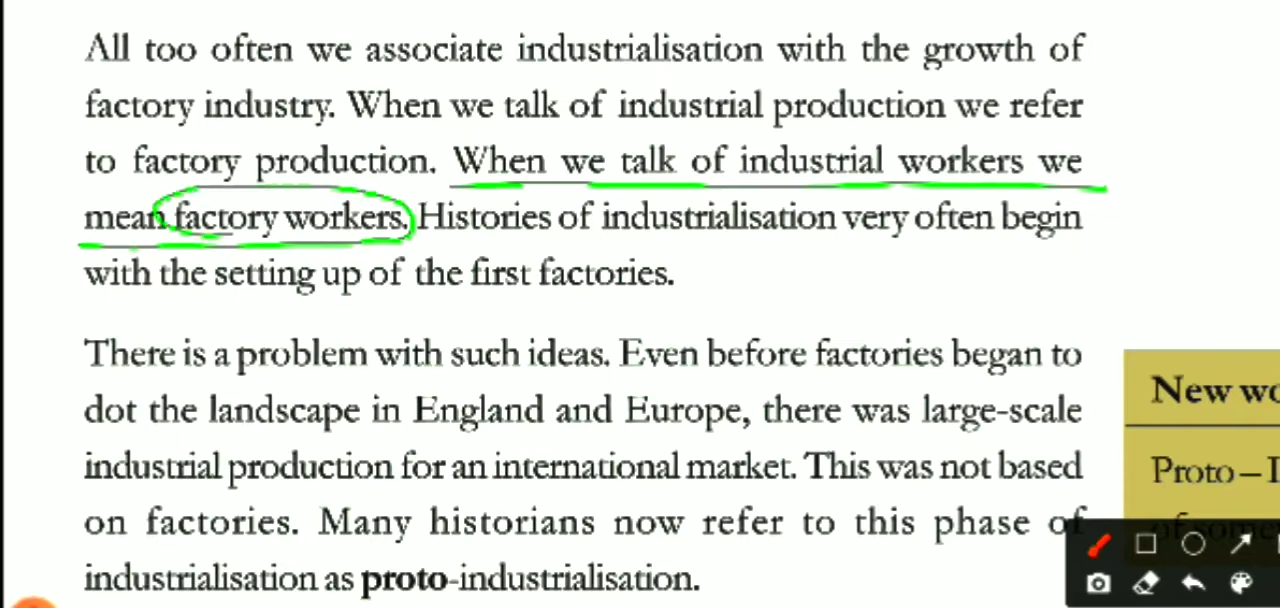 All too often we associate industrialisation with the growth of
factory industry. When we talk of industrial production we refer
to factory production. When we talk of industrial workers we
mean factory workers. Histories of industrialisation very often begin
with the setting up of the first factories.
There is a problem with such ideas. Even before factories began to
dot the landscape in England and Europe, there was large-scale
industrial production for an international market. This was not based
on factories. Many historians now refer to this phase of
industrialisation as proto-industrialisation.
New
Proto –